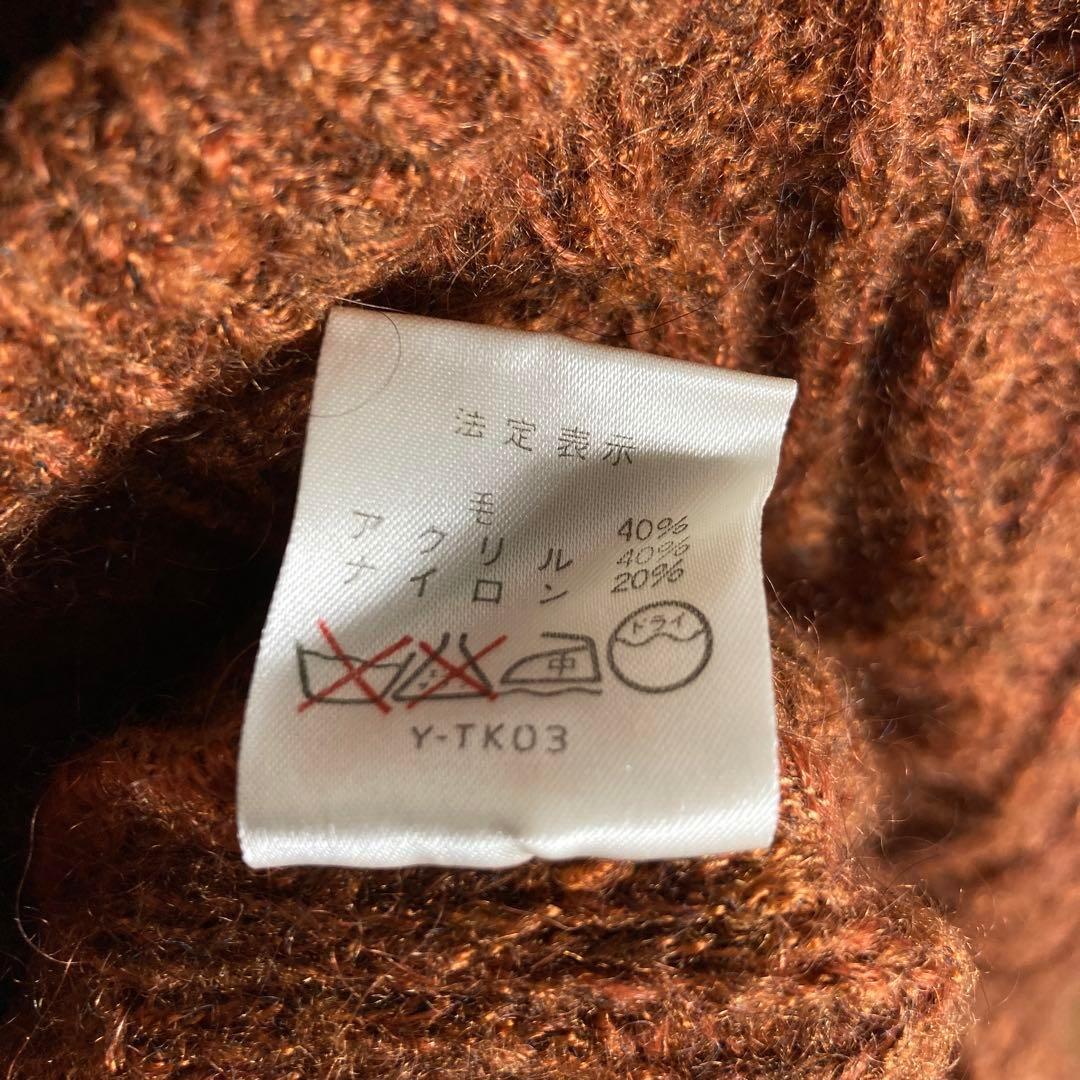 法定表示
毛 40%
アクリル 40%
ナイロン 20%
中 ドライ
Y-TK03